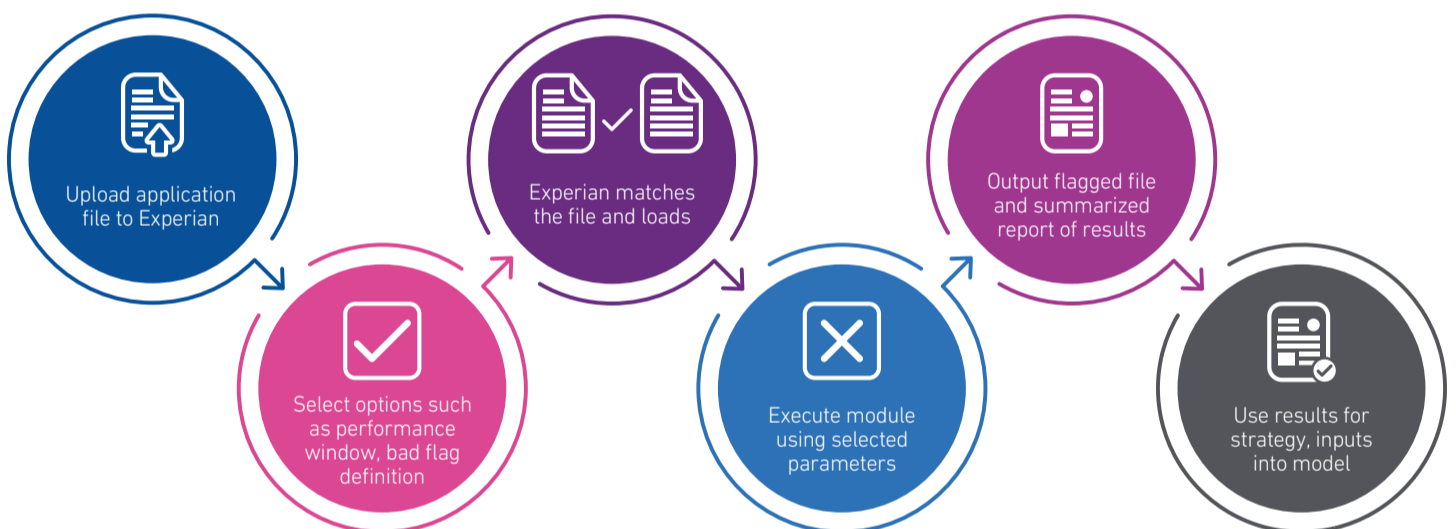 Upload application
file to Experian
Select options such
as performance
window, bad flag
definition
Experian matches
the file and loads
Execute module
using selected
parameters
Output flagged file
and summarized
report of results
Use results for
strategy, inputs
into model